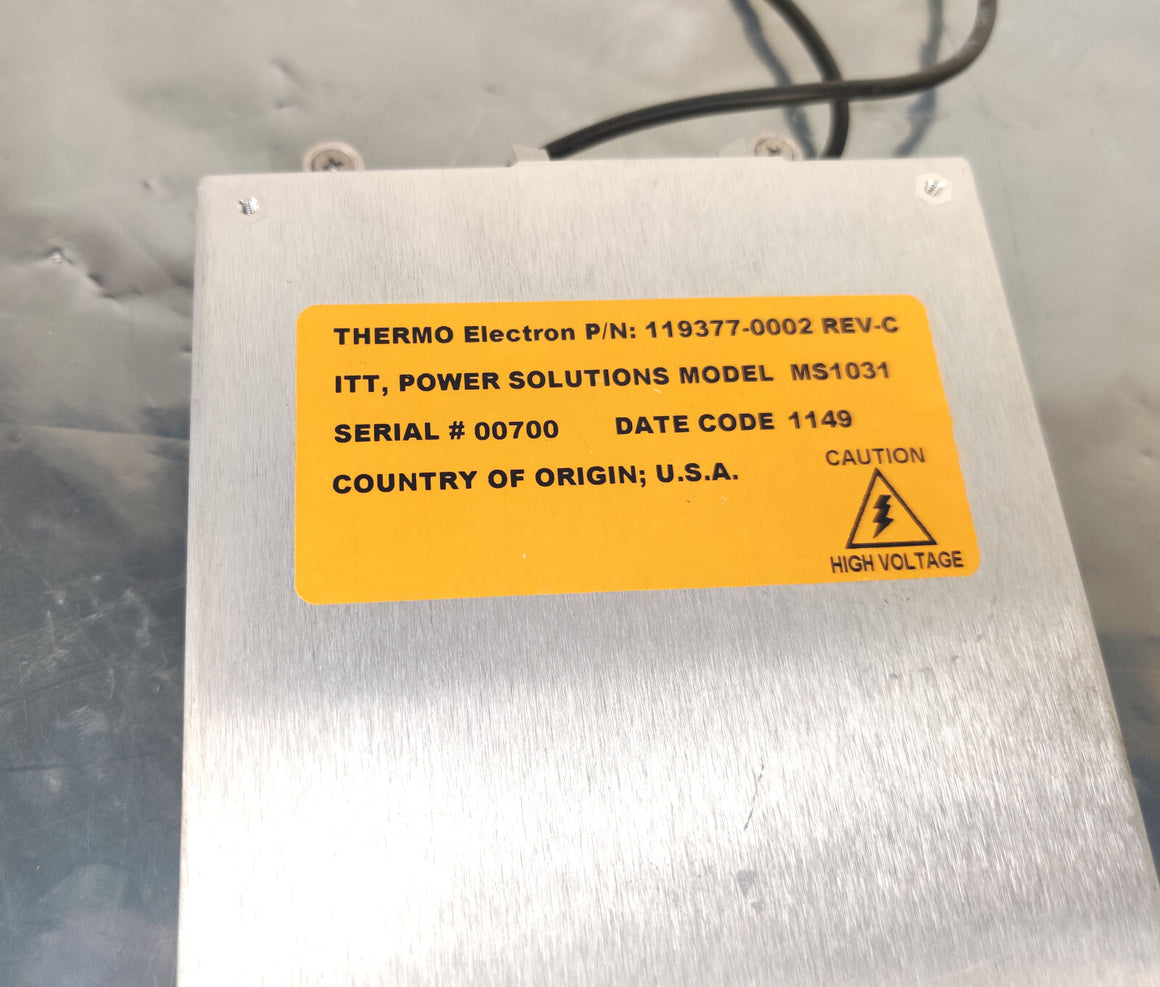 THERMO Electron P/N: 119377-0002 REV-C
ITT, POWER SOLUTIONS MODEL MS1031
SERIAL # 00700 DATE CODE 1149
COUNTRY OF ORIGIN; U.S.A.
CAUTION
HIGH VOLTAGE